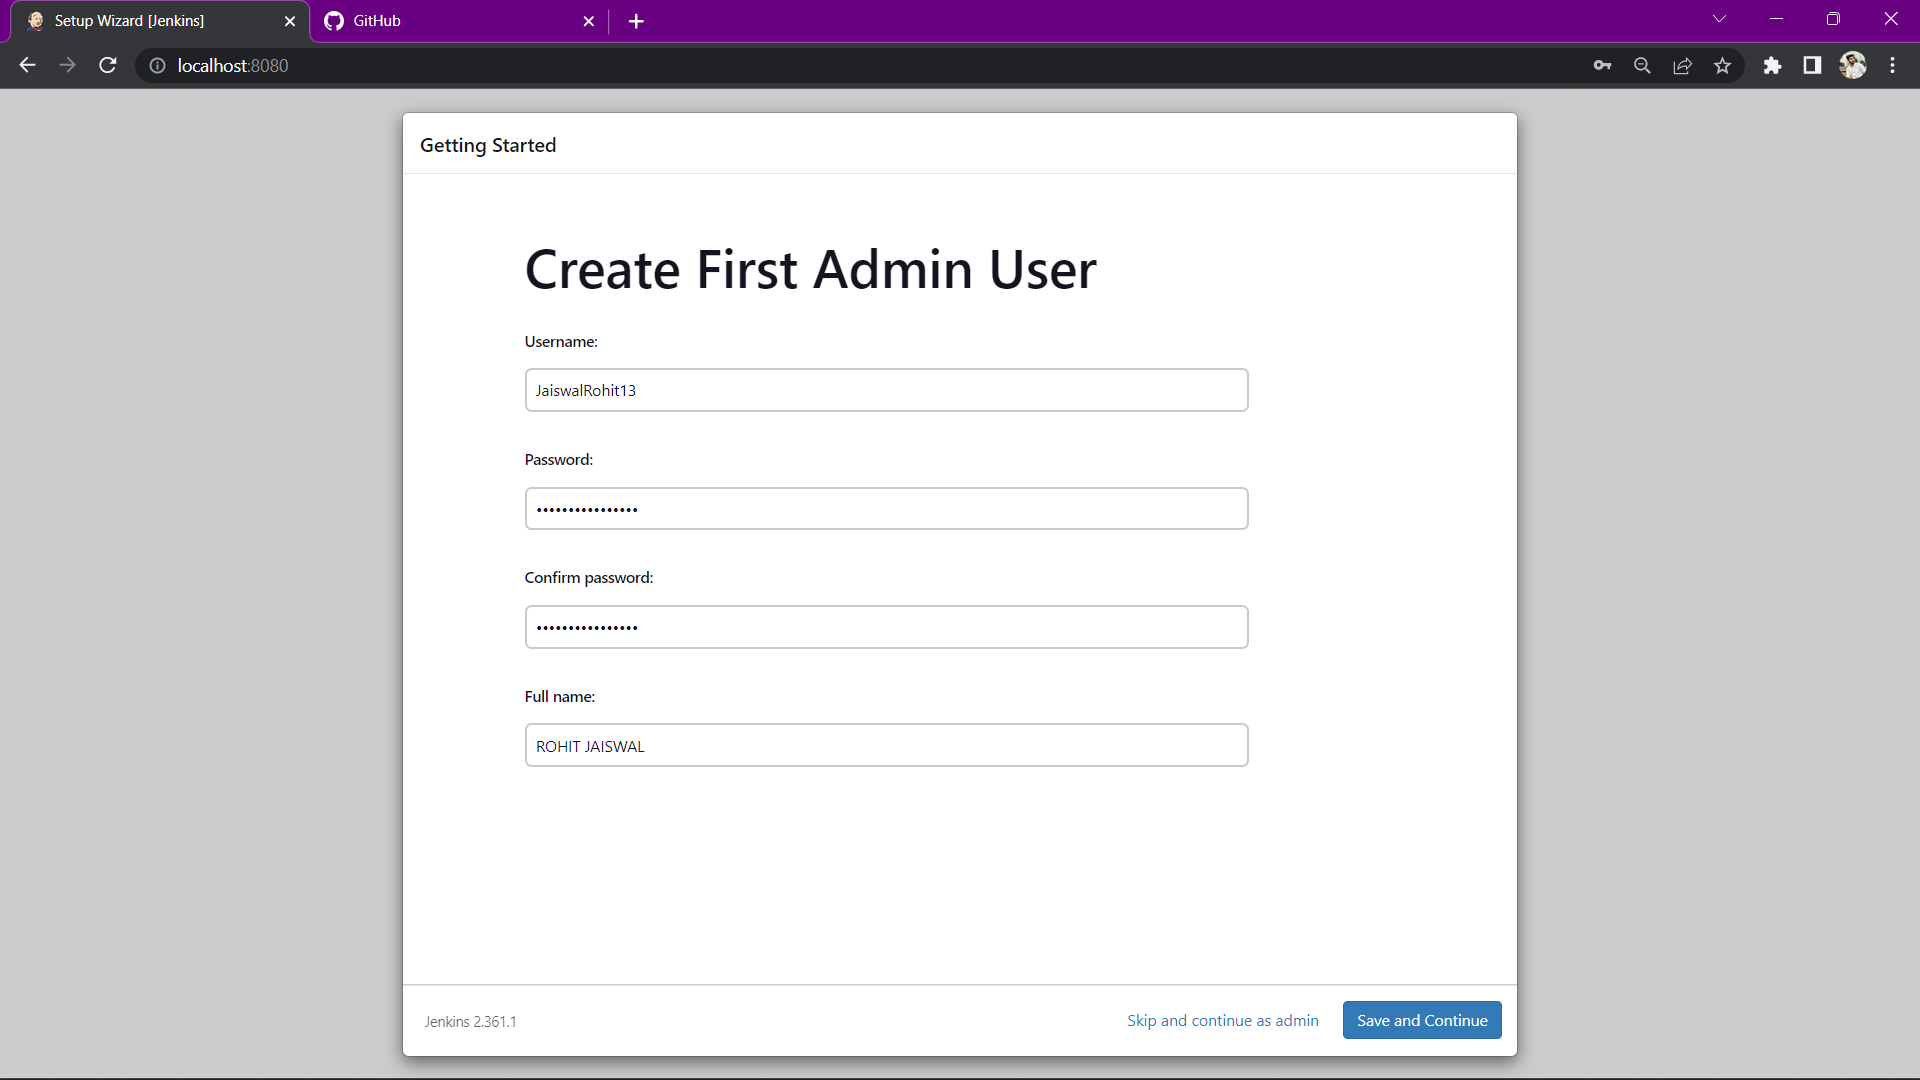 Setup Wizard [Jenkins]
GitHub
localhost:8080
Getting Started
Create First Admin User
Username:
JaiswalRohit13
Password:
••••••••••••••••
Confirm password:
••••••••••••••••
Full name:
ROHIT JAISWAL
Jenkins 2.361.1
Skip and continue as admin
Save and Continue